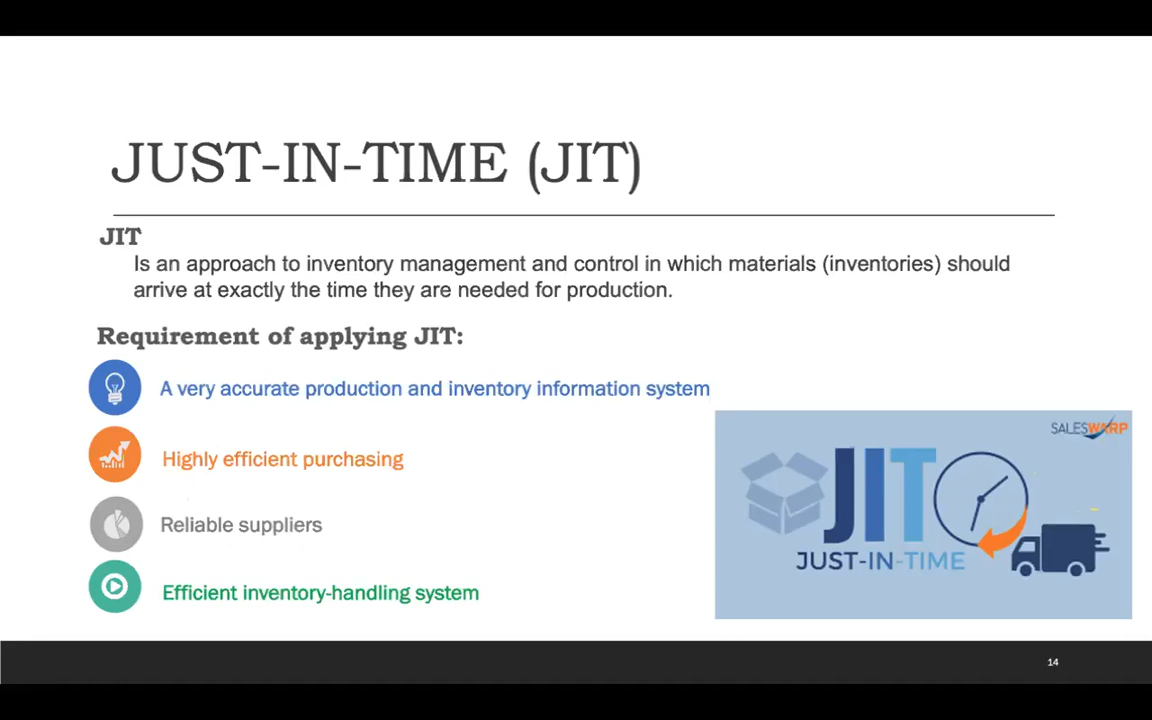 JUST-IN-TIME (JIT)
JIT
Is an approach to inventory management and control in which materials (inventories) should
arrive at exactly the time they are needed for production.
Requirement of applying JIT:
A very accurate production and inventory information system
Highly efficient purchasing
Reliable suppliers
Efficient inventory-handling system
SALESWARP
JIT
JUST-IN-TIME
14